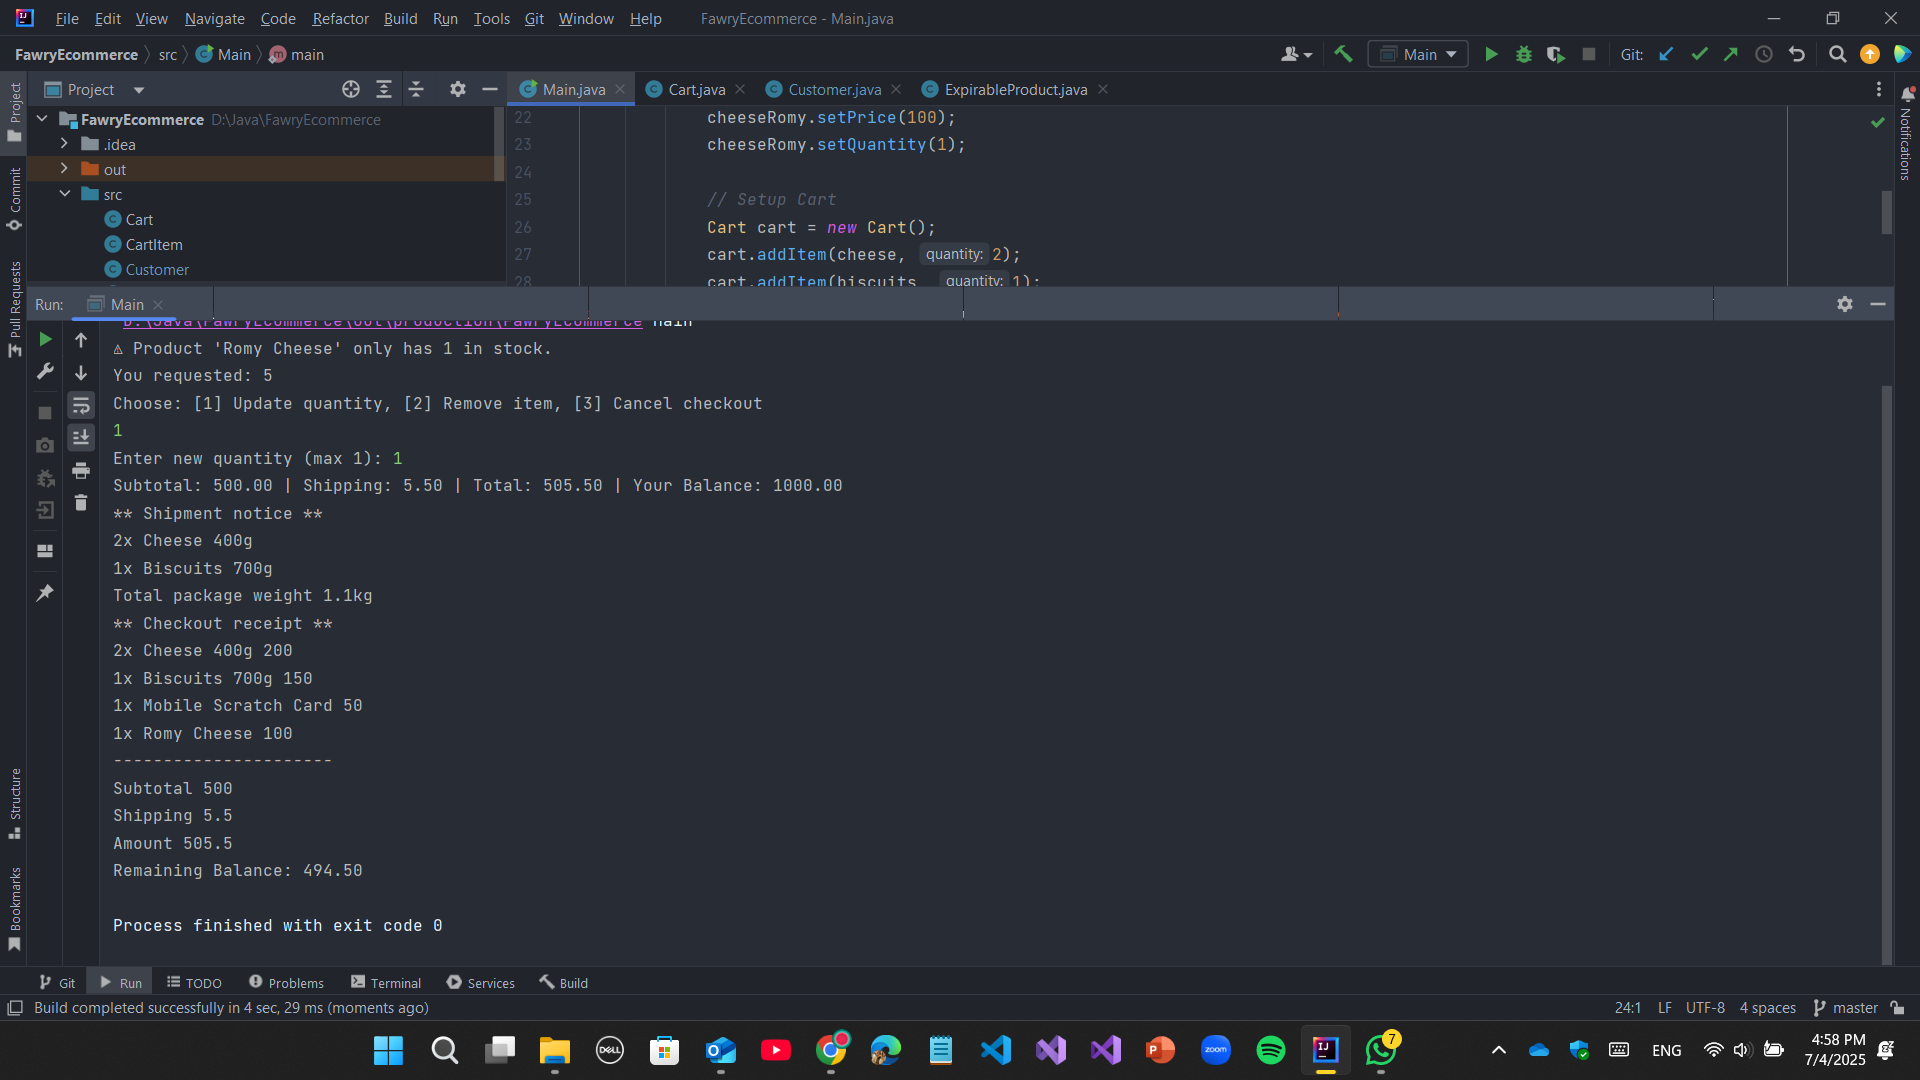 File Edit View Navigate Code Refactor Build Run Tools Git Window Help FawryEcommerce - Main.java
FawryEcommerce src Main main
Main Git:
Project
Main.java Cart.java Customer.java ExpirableProduct.java
FawryEcommerce D:\Java\FawryEcommerce
.idea
out
src
Cart
CartItem
Customer
22 cheeseRomy.setPrice(100);
23 cheeseRomy.setQuantity(1);
24
25 // Setup Cart
26 Cart cart = new Cart();
27 cart.addItem(cheese, quantity: 2);
28 cart.addItem(biscuits, quantity: 1);
Project
Commit
Pull Requests
Structure
Bookmarks
Notifications
Run: Main
D:\Java\FawryEcommerce\out\production\FawryEcommerce Main
⚠ Product 'Romy Cheese' only has 1 in stock.
You requested: 5
Choose: [1] Update quantity, [2] Remove item, [3] Cancel checkout
1
Enter new quantity (max 1): 1
Subtotal: 500.00 | Shipping: 5.50 | Total: 505.50 | Your Balance: 1000.00
** Shipment notice **
2x Cheese 400g
1x Biscuits 700g
Total package weight 1.1kg
** Checkout receipt **
2x Cheese 400g 200
1x Biscuits 700g 150
1x Mobile Scratch Card 50
1x Romy Cheese 100
----------------------
Subtotal 500
Shipping 5.5
Amount 505.5
Remaining Balance: 494.50
Process finished with exit code 0
Git Run TODO Problems Terminal Services Build
Build completed successfully in 4 sec, 29 ms (moments ago)
24:1 LF UTF-8 4 spaces master
DELL
zoom
7
ENG
4:58 PM
7/4/2025